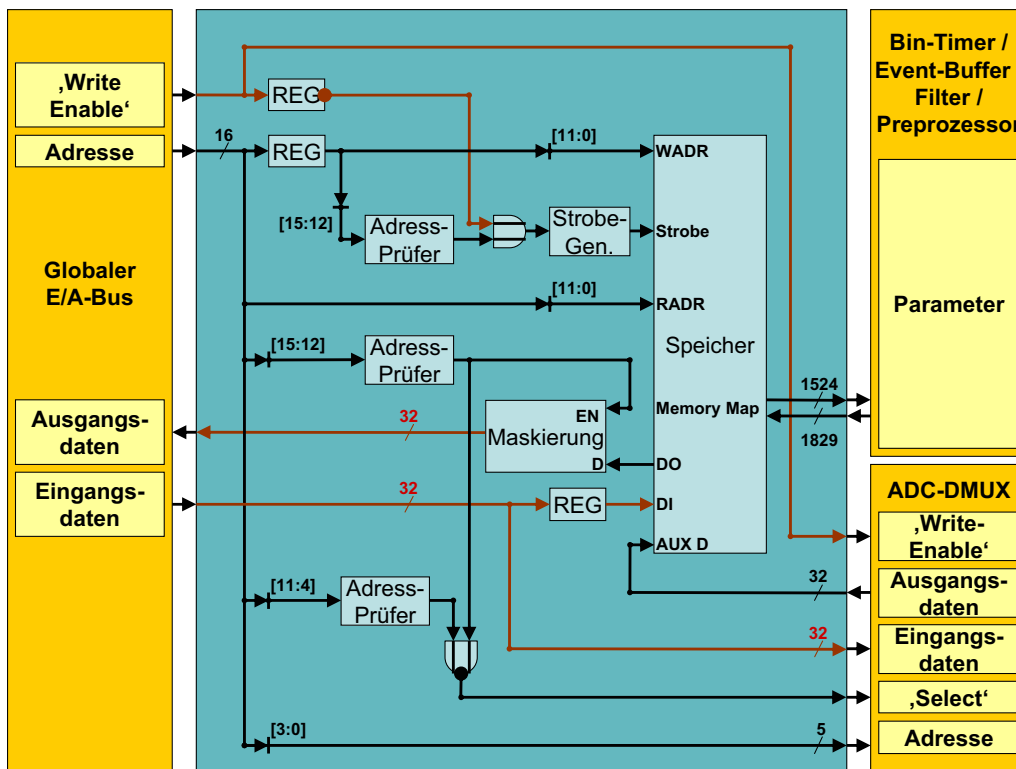 ‚Write
Enable‘
Adresse
Globaler
E/A-Bus
Ausgangs-
daten
Eingangs-
daten
REG
16
REG
[11:0]
WADR
[15:12]
Adress-
Prüfer
Strobe-
Gen.
Strobe
[11:0]
RADR
[15:12]
Adress-
Prüfer
Speicher
32
EN
Maskierung
D
Memory Map
DO
1524
1829
32
REG
DI
AUX D
[11:4]
Adress-
Prüfer
32
32
[3:0]
5
Bin-Timer /
Event-Buffer
Filter /
Preprozessor
Parameter
ADC-DMUX
‚Write-
Enable‘
Ausgangs-
daten
Eingangs-
daten
‚Select‘
Adresse